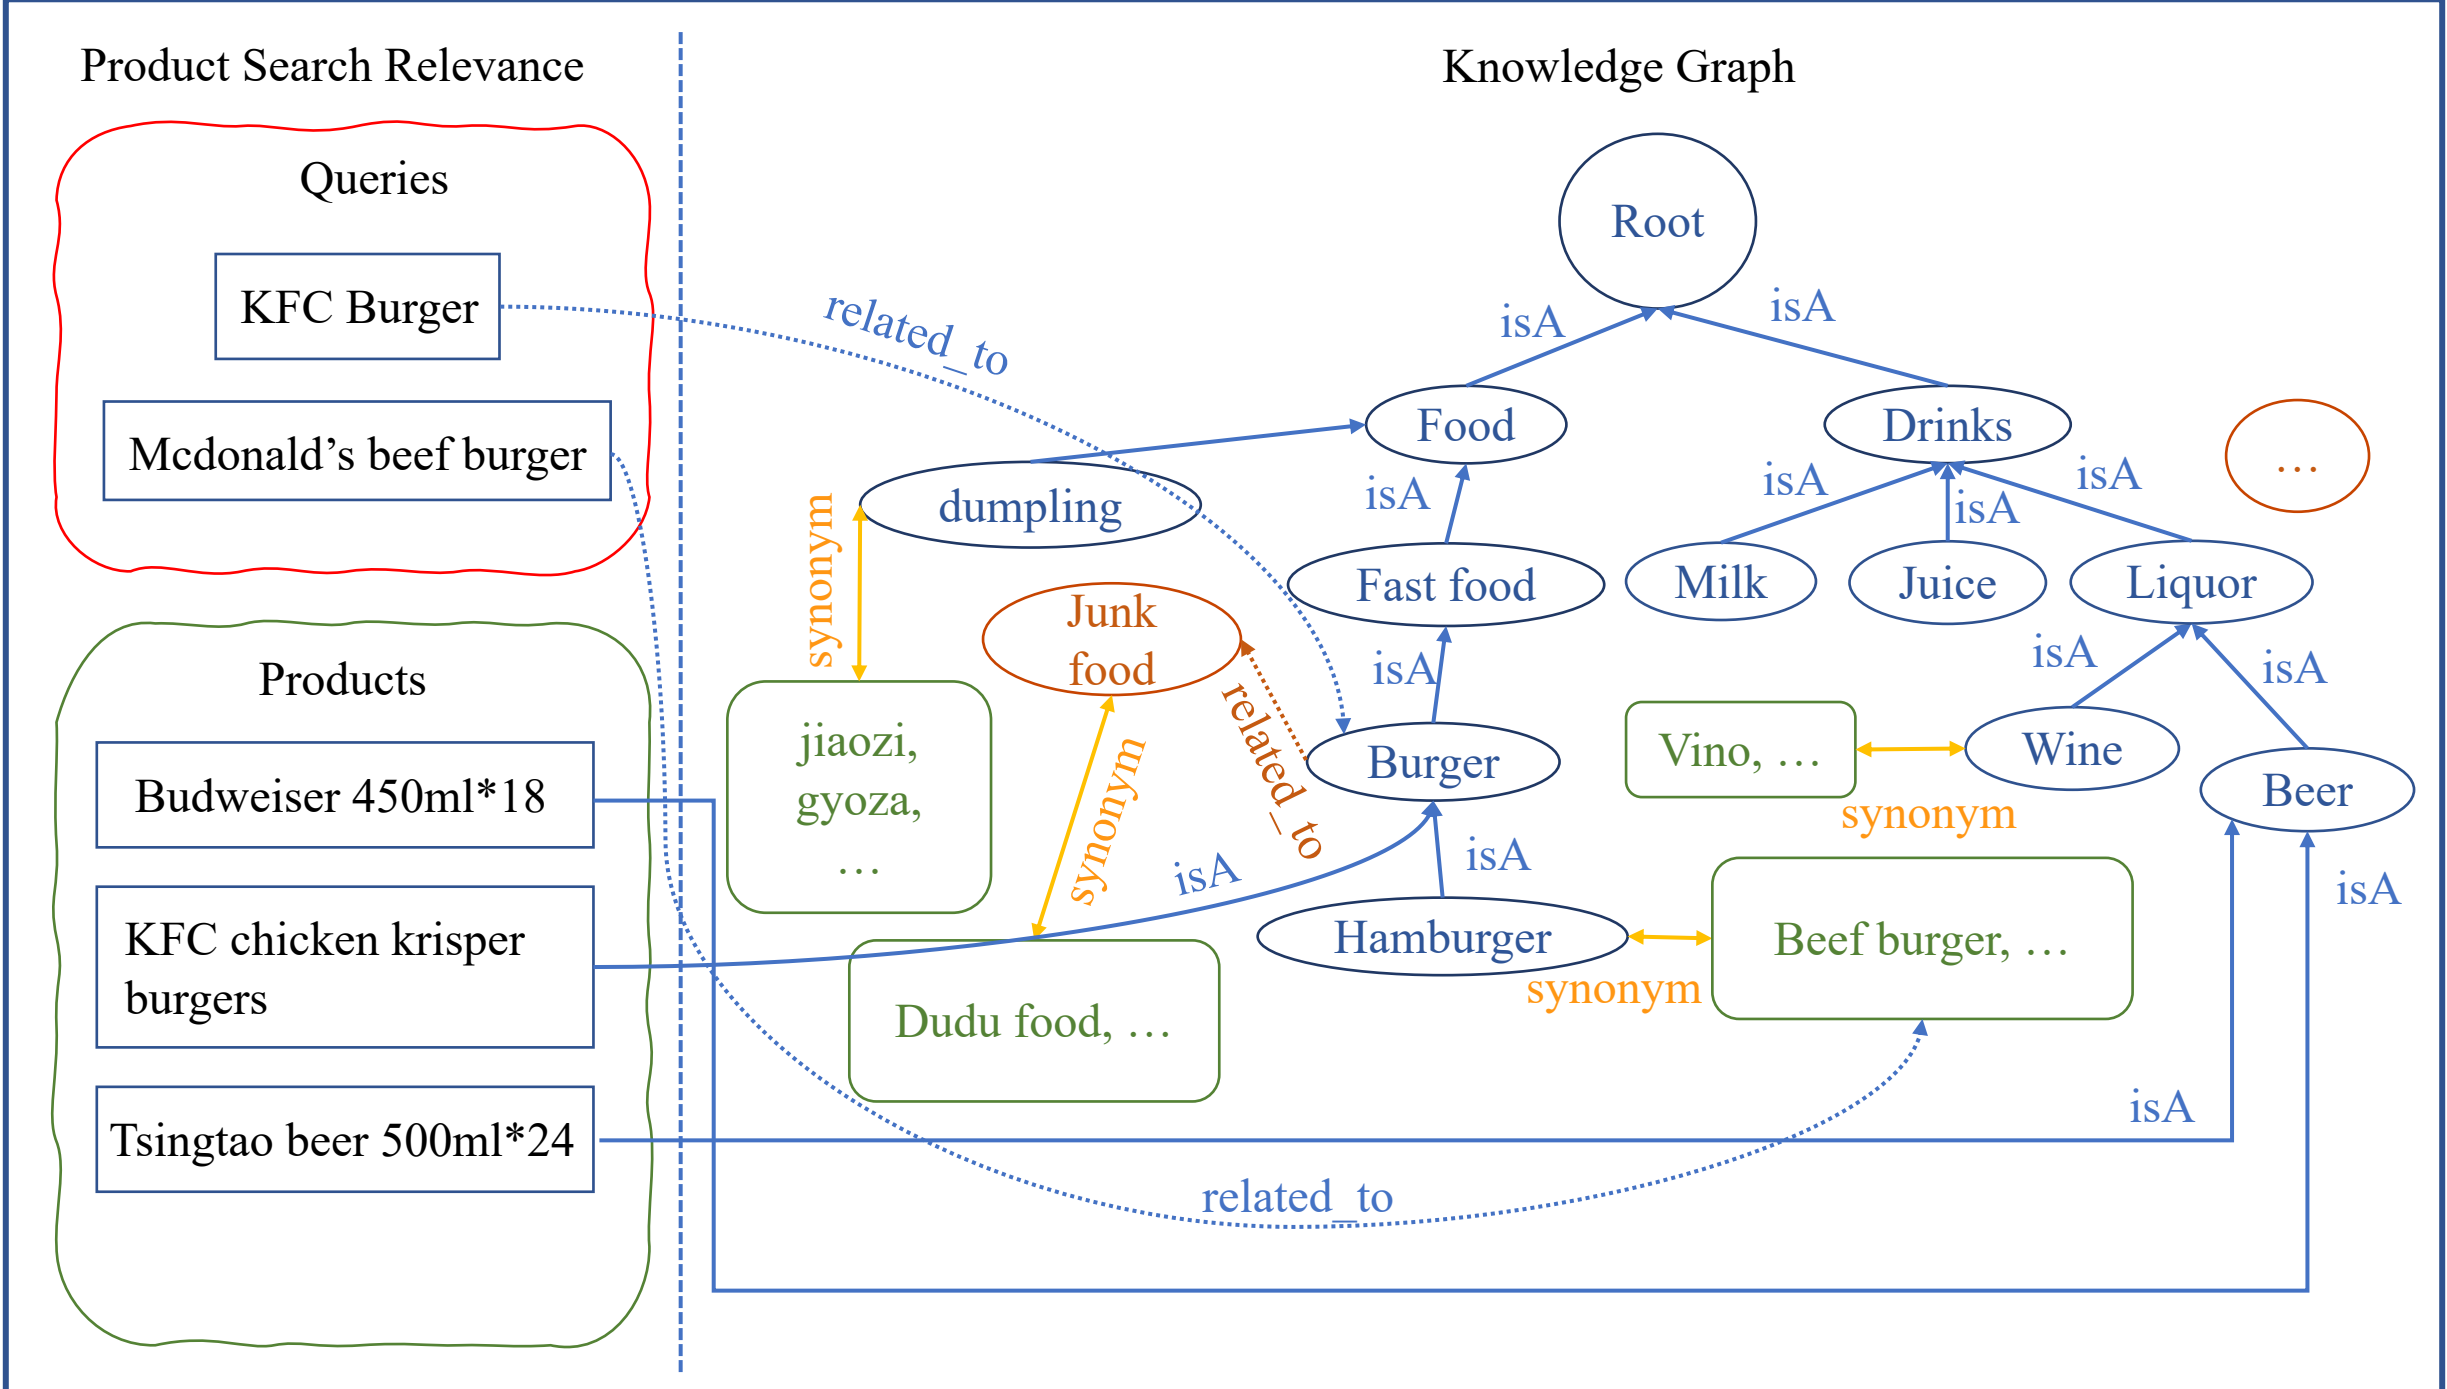 Product Search Relevance
Queries
KFC Burger
Mcdonald’s beef burger
Products
Budweiser 450ml*18
KFC chicken krisper
burgers
Tsingtao beer 500ml*24
Knowledge Graph
Root
isA
isA
related_to
Food
Drinks
…
isA
isA
isA
isA
dumpling
synonym
Fast food
Milk
Juice
Liquor
Junk
food
isA
isA
isA
related_to
jiaozi,
gyoza,
…
synonym
Burger
Vino, …
Wine
synonym
Beer
isA
isA
isA
Hamburger
synonym
Beef burger, …
Dudu food, …
isA
related_to